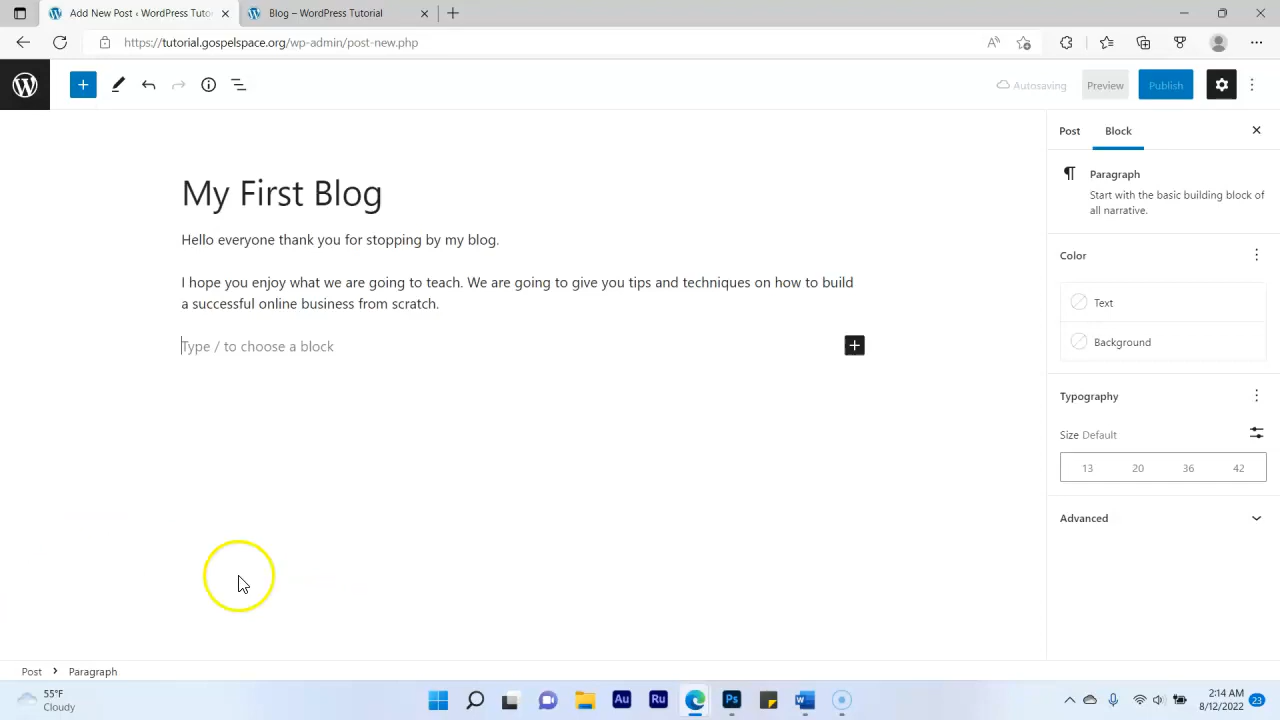 Add New Post ‹ WordPress Tutor
Blog – WordPress Tutorial
https://tutorial.gospelspace.org/wp-admin/post-new.php
Autosaving
Preview
Publish
Post
Block
My First Blog
Hello everyone thank you for stopping by my blog.
I hope you enjoy what we are going to teach. We are going to give you tips and techniques on how to build
a successful online business from scratch.
Type / to choose a block
Paragraph
Start with the basic building block of
all narrative.
Color
Text
Background
Typography
Size Default
13 20 36 42
Advanced
Post Paragraph
55°F
Cloudy
Au
Ru
Ps
2:14 AM
8/12/2022
23